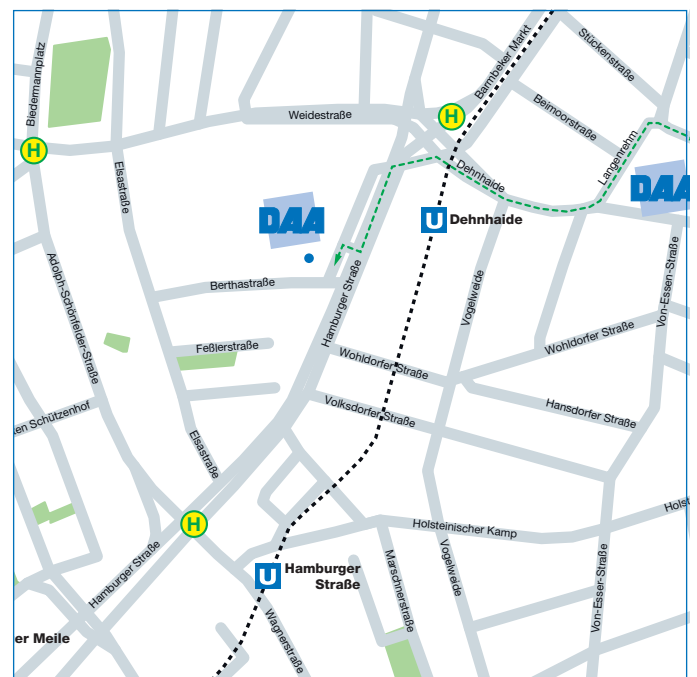 Biedermannplatz
Barmbeker Markt
Stückenstraße
Weidestraße
H
Beimoorstraße
H
Langenrehm
Elsastraße
Dehnhaide
DAA
DAA
U Dehnhaide
Adolph-Schönfelder-Straße
Berthastraße
Hamburger Straße
Vogelweide
Von-Essen-Straße
Feßlerstraße
Wohldorfer Straße
Wohldorfer Straße
Volksdorfer Straße
Hansdorfer Straße
en Schützenhof
Elsastraße
H
Holsteinischer Kamp
Holst
Hamburger Straße
U Hamburger
Straße
Marschnerstraße
Vogelweide
Von-Esser-Straße
Wagnerstraße
er Meile